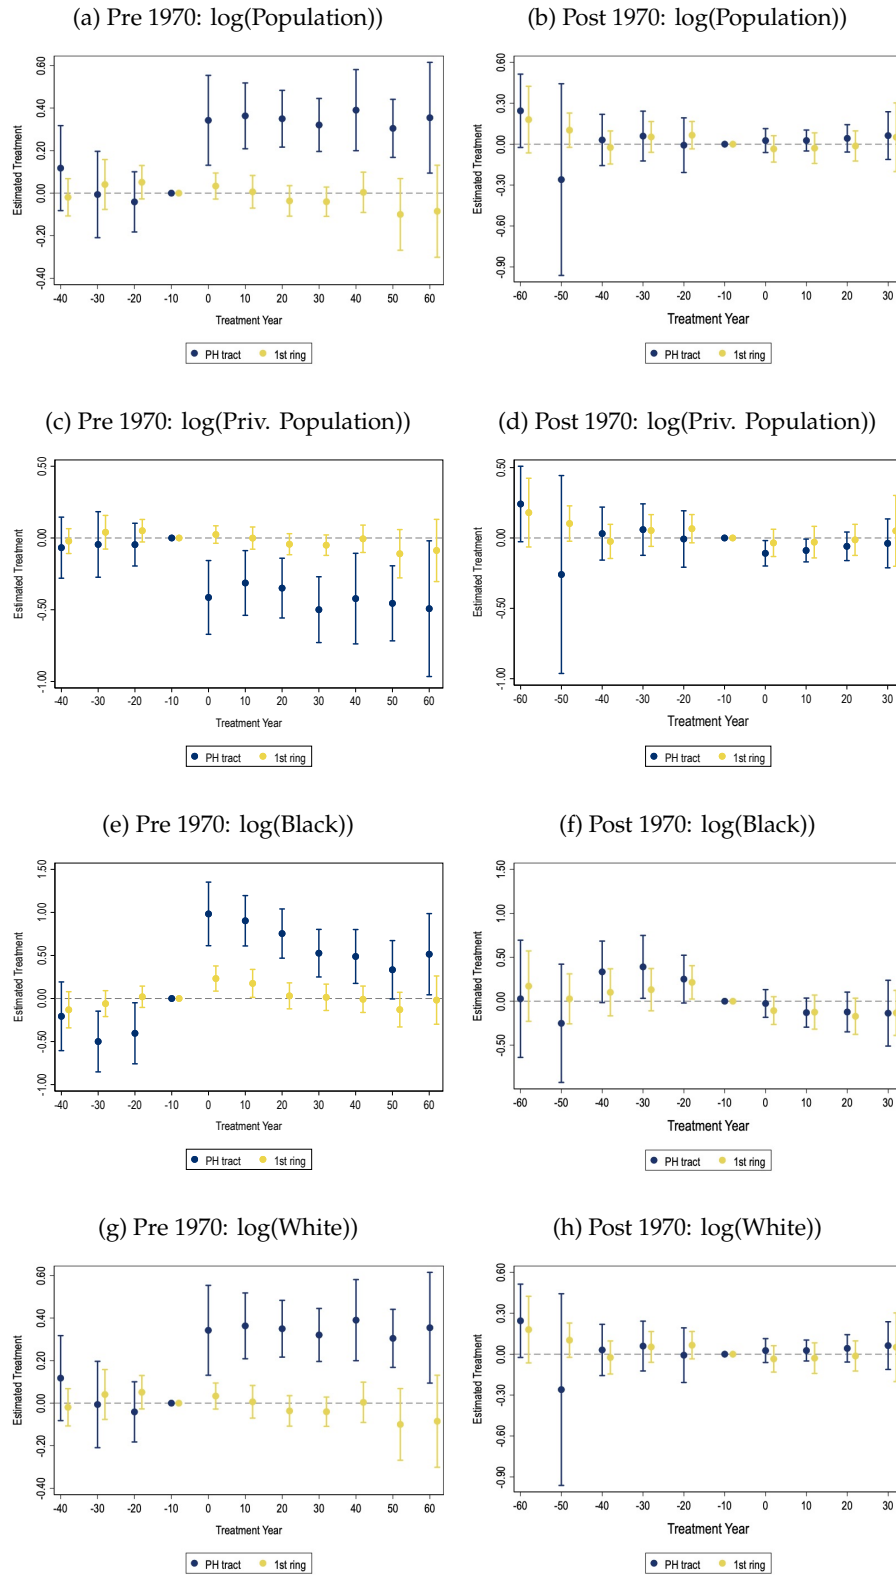 (a) Pre 1970: log(Population))
0.60
0.40
0.20
0.00
-0.20
-0.40
Estimated Treatment
-40 -30 -20 -10 0 10 20 30 40 50 60
Treatment Year
PH tract 1st ring
(b) Post 1970: log(Population))
0.60
0.30
0.00
-0.30
-0.60
-0.90
Estimated Treatment
-60 -50 -40 -30 -20 -10 0 10 20 30
Treatment Year
PH tract 1st ring
(c) Pre 1970: log(Priv. Population))
0.50
0.00
-0.50
-1.00
Estimated Treatment
-40 -30 -20 -10 0 10 20 30 40 50 60
Treatment Year
PH tract 1st ring
(d) Post 1970: log(Priv. Population))
0.50
0.00
-0.50
-1.00
Estimated Treatment
-60 -50 -40 -30 -20 -10 0 10 20 30
Treatment Year
PH tract 1st ring
(e) Pre 1970: log(Black))
1.50
1.00
0.50
0.00
-0.50
-1.00
Estimated Treatment
-40 -30 -20 -10 0 10 20 30 40 50 60
Treatment Year
PH tract 1st ring
(f) Post 1970: log(Black))
1.50
1.00
0.50
0.00
-0.50
Estimated Treatment
-60 -50 -40 -30 -20 -10 0 10 20 30
Treatment Year
PH tract 1st ring
(g) Pre 1970: log(White))
0.60
0.40
0.20
0.00
-0.20
-0.40
Estimated Treatment
-40 -30 -20 -10 0 10 20 30 40 50 60
Treatment Year
PH tract 1st ring
(h) Post 1970: log(White))
0.60
0.30
0.00
-0.30
-0.60
-0.90
Estimated Treatment
-60 -50 -40 -30 -20 -10 0 10 20 30
Treatment Year
PH tract 1st ring